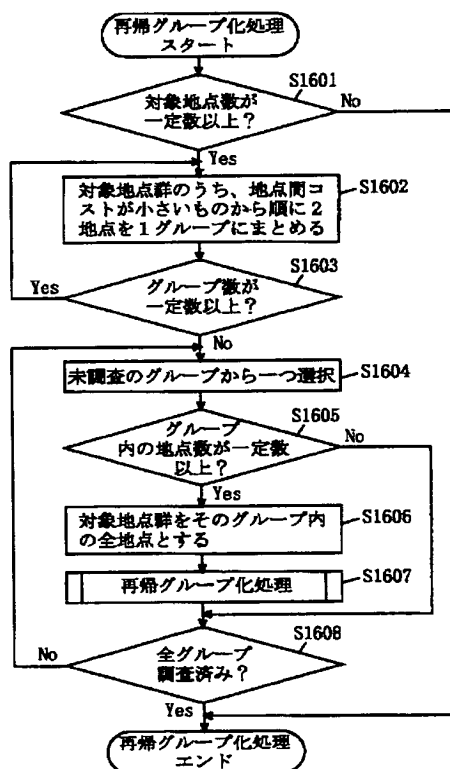 再帰グループ化処理
スタート
S1601
対象地点数が
一定数以上？
No
Yes
対象地点群のうち、地点間コ
ストが小さいものから順に２
地点を１グループにまとめる
S1602
S1603
Yes
グループ数が
一定数以上？
No
未調査のグループから一つ選択
S1604
S1605
グループ
内の地点数が一定数
以上？
No
Yes
対象地点群をそのグループ内
の全地点とする
S1606
再帰グループ化処理
S1607
S1608
No
全グループ
調査済み？
Yes
再帰グループ化処理
エンド